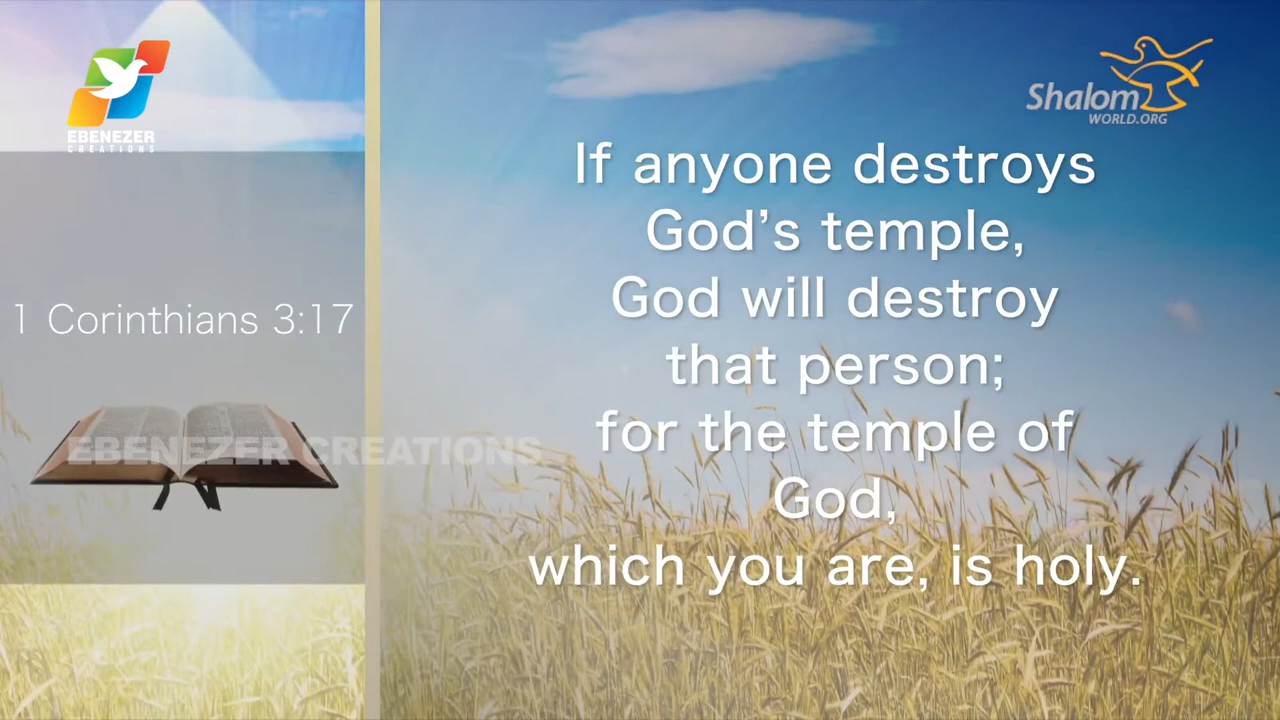 EBENEZER
CREATIONS
Shalom
WORLD.ORG
1 Corinthians 3:17
If anyone destroys
God’s temple,
God will destroy
that person;
for the temple of
God,
which you are, is holy.
EBENEZER CREATIONS